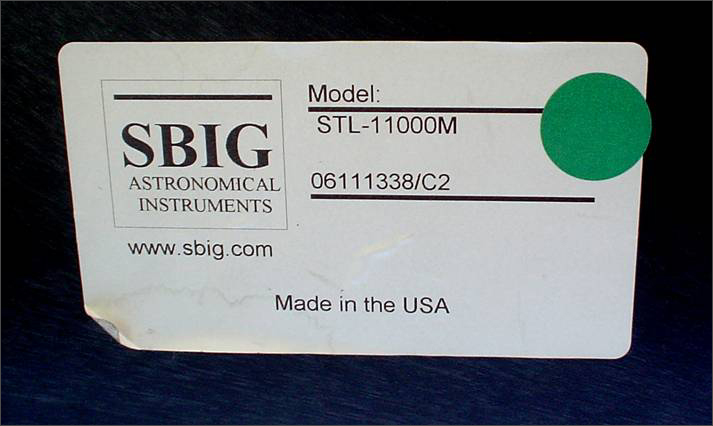 SBIG
ASTRONOMICAL
INSTRUMENTS
www.sbig.com
Model:
STL-11000M
06111338/C2
Made in the USA